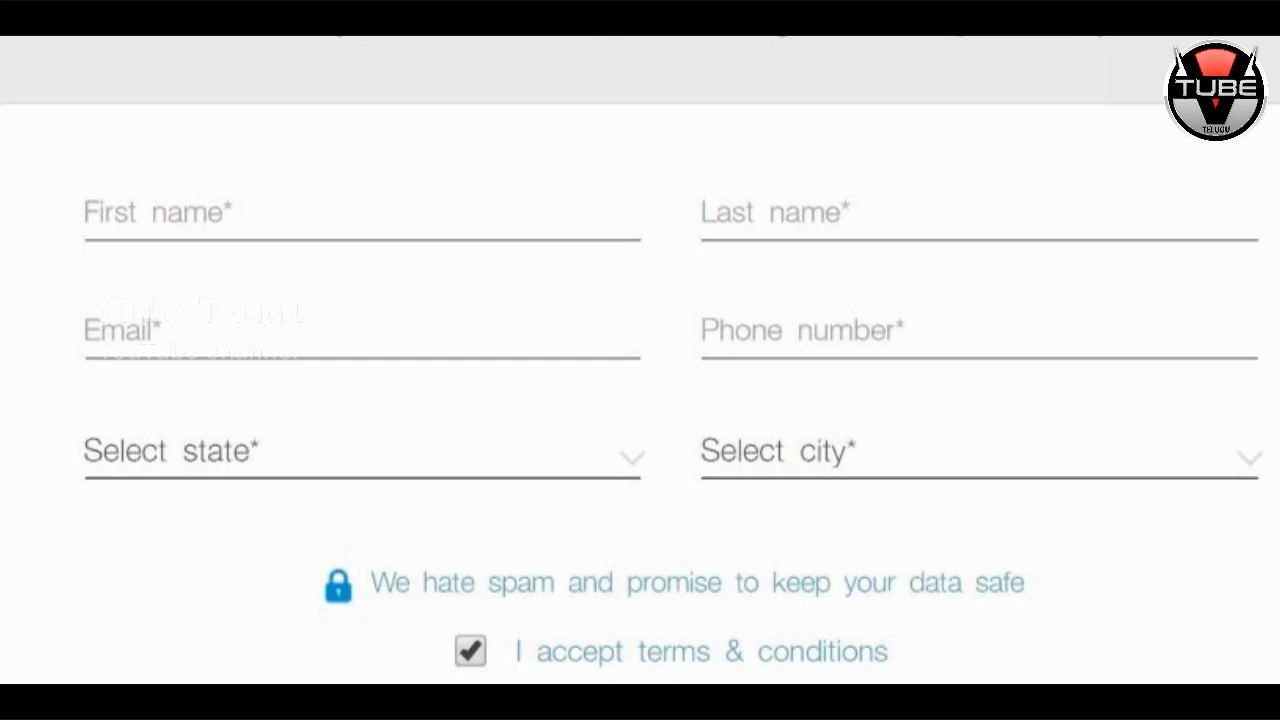 TUBE
TELUGU
First name*
Last name*
Email*
Phone number*
Select state*
Select city*
We hate spam and promise to keep your data safe
I accept terms & conditions